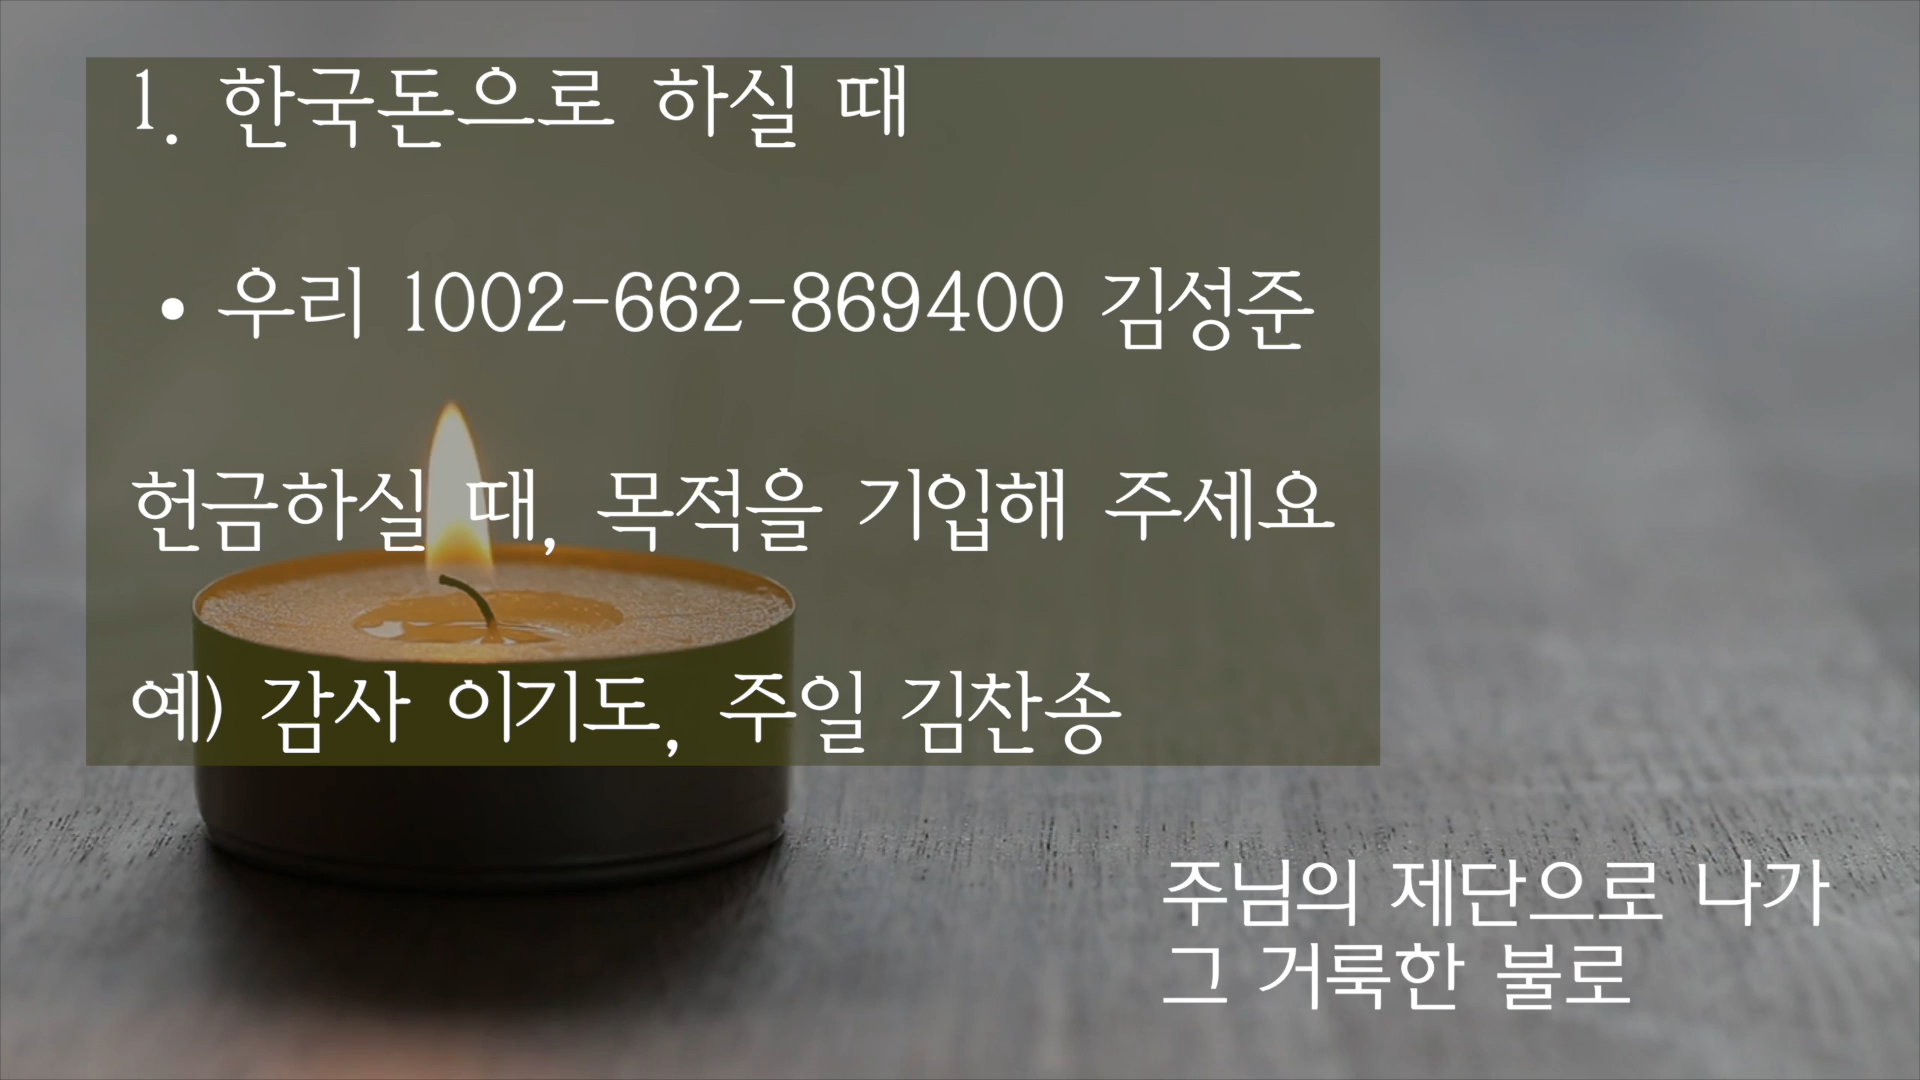 1. 한국돈으로 하실 때
• 우리 1002-662-869400 김성준
헌금하실 때, 목적을 기입해 주세요
예) 감사 이기도, 주일 김찬송
주님의 제단으로 나가
그 거룩한 불로